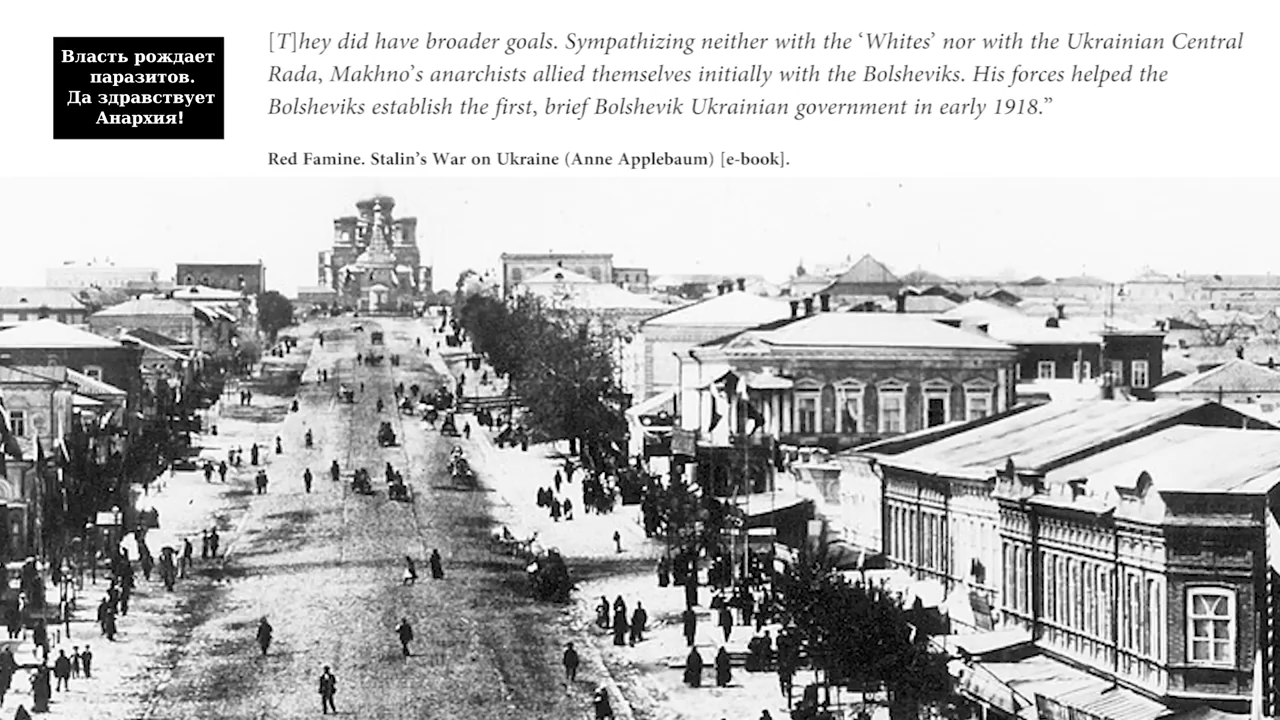 Власть рождает
паразитов.
Да здравствует
Анархия!
[T]hey did have broader goals. Sympathizing neither with the ‘Whites’ nor with the Ukrainian Central
Rada, Makhno’s anarchists allied themselves initially with the Bolsheviks. His forces helped the
Bolsheviks establish the first, brief Bolshevik Ukrainian government in early 1918.”
Red Famine. Stalin’s War on Ukraine (Anne Applebaum) [e-book].